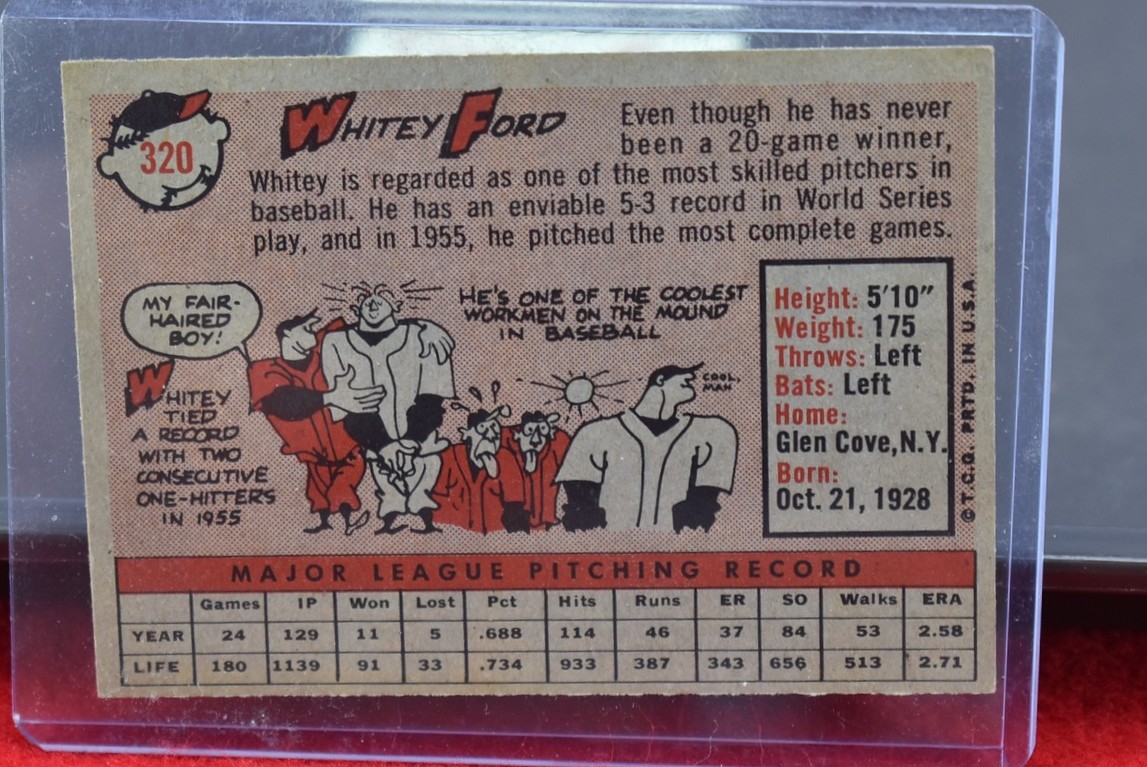 320
WHITEY FORD
Even though he has never
been a 20-game winner,
Whitey is regarded as one of the most skilled pitchers in
baseball. He has an enviable 5-3 record in World Series
play, and in 1955, he pitched the most complete games.
MY FAIR-
HAIRED
BOY!
WHITEY
TIED
A RECORD
WITH TWO
CONSECUTIVE
ONE-HITTERS
IN 1955
HE'S ONE OF THE COOLEST
WORKMEN ON THE MOUND
IN BASEBALL
COOL,
MAN
Height: 5'10"
Weight: 175
Throws: Left
Bats: Left
Home:
Glen Cove, N.Y.
Born:
Oct. 21, 1928
© T.C.G. PRTD. IN U.S.A.
MAJOR LEAGUE PITCHING RECORD
Games IP Won Lost Pct Hits Runs ER SO Walks ERA
YEAR 24 129 11 5 .688 114 46 37 84 53 2.58
LIFE 180 1139 91 33 .734 933 387 343 656 513 2.71